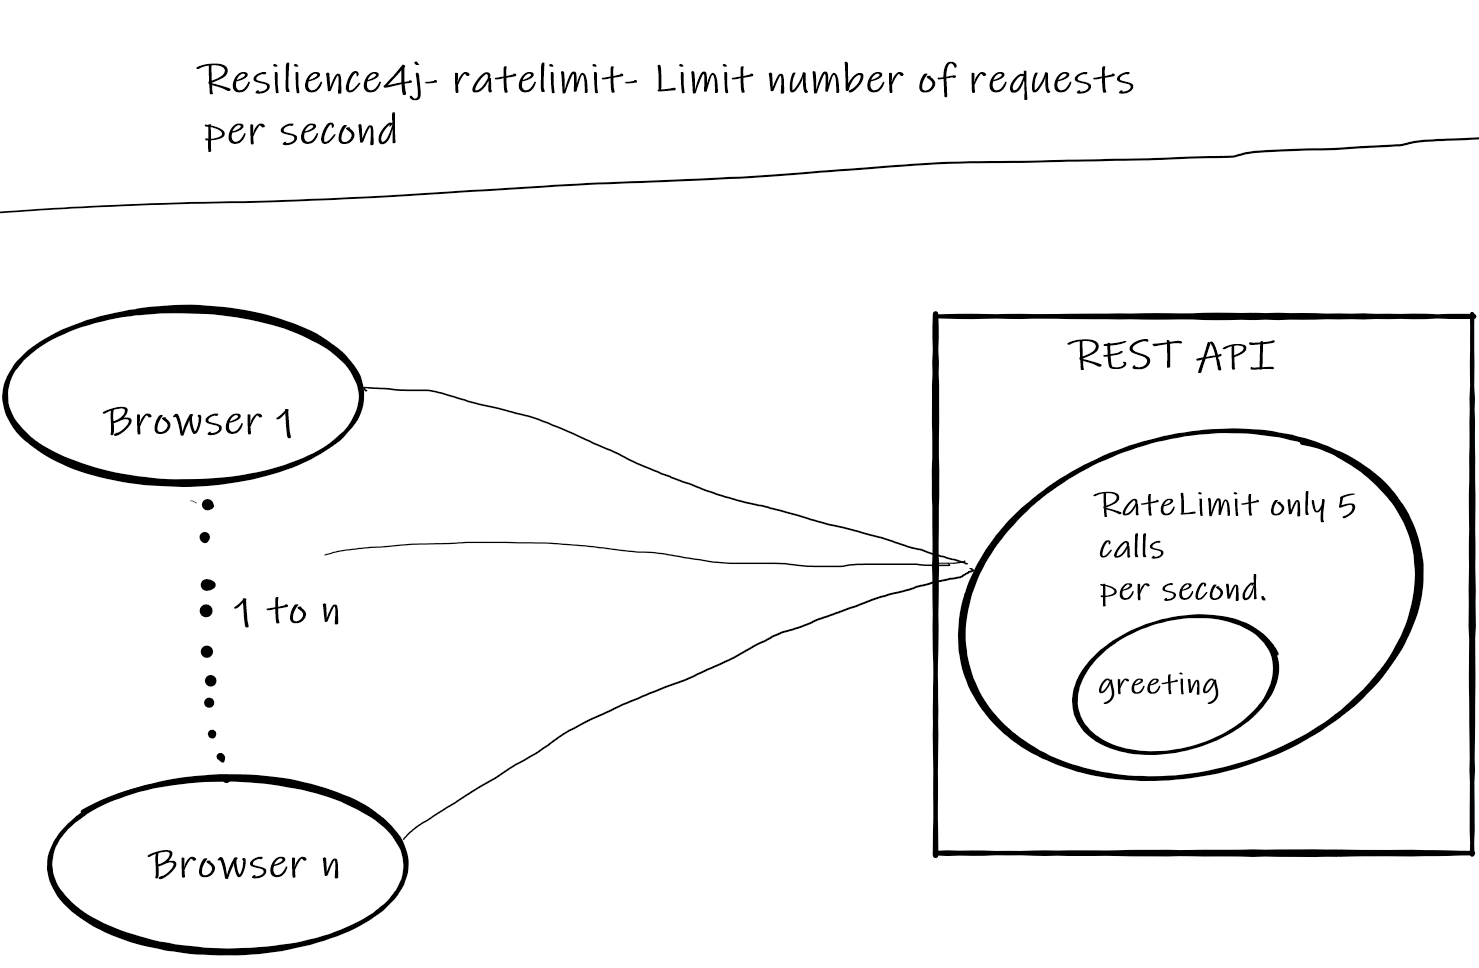 Resilience4j- ratelimit- Limit number of requests
per second
REST API
Browser 1
RateLimit only 5
calls
per second.
1 to n
greeting
Browser n